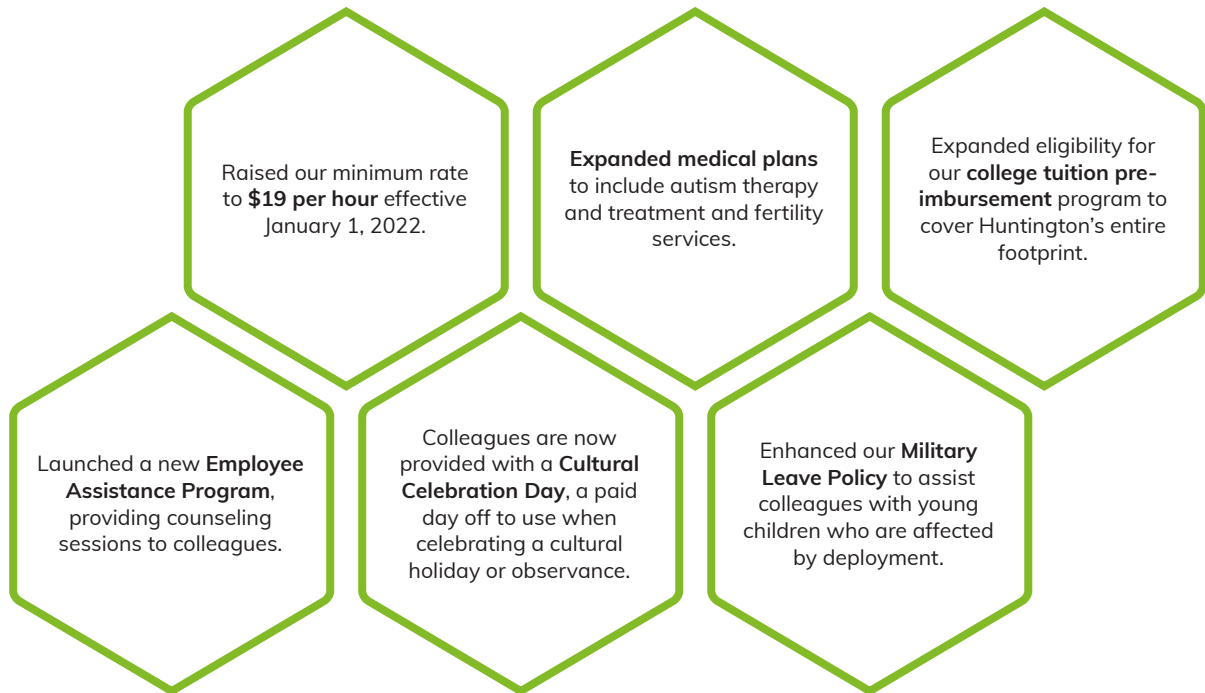 Raised our minimum rate
to $19 per hour effective
January 1, 2022.
Expanded medical plans
to include autism therapy
and treatment and fertility
services.
Expanded eligibility for
our college tuition pre-
imbursement program to
cover Huntington’s entire
footprint.
Launched a new Employee
Assistance Program,
providing counseling
sessions to colleagues.
Colleagues are now
provided with a Cultural
Celebration Day, a paid
day off to use when
celebrating a cultural
holiday or observance.
Enhanced our Military
Leave Policy to assist
colleagues with young
children who are affected
by deployment.